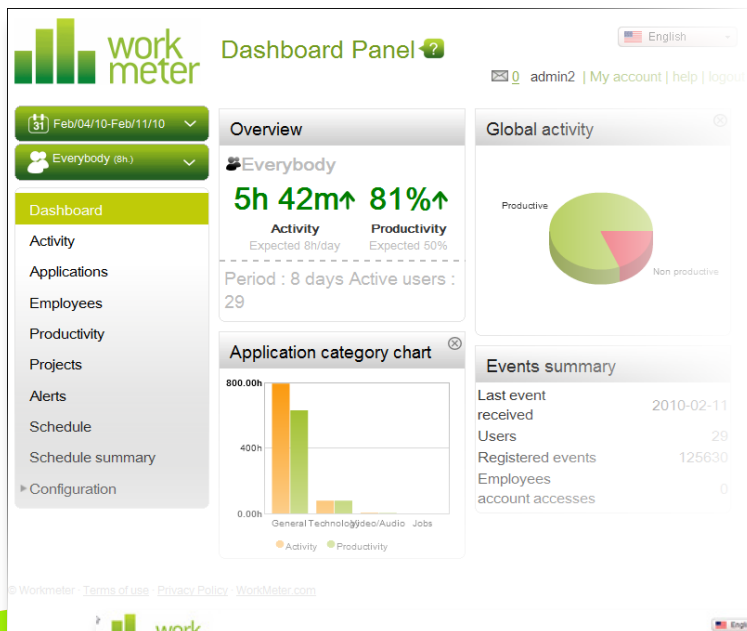 work
meter
Dashboard Panel ?
English
0 admin2 | My account | help | logout
31 Feb/04/10-Feb/11/10
Everybody (8h.)
Dashboard
Activity
Applications
Employees
Productivity
Projects
Alerts
Schedule
Schedule summary
Configuration
Overview
Everybody
5h 42m↑ 81%↑
Activity Productivity
Expected 8h/day Expected 50%
Period : 8 days Active users :
29
Global activity
Productive
Non productive
Application category chart
800.00h
400h
0.00h
General Technology Video/Audio Jobs
Activity Productivity
Events summary
Last event
received 2010-02-11
Users 29
Registered events 125630
Employees
account accesses 0
© Workmeter · Terms of use · Privacy Policy · WorkMeter.com
work
Engl